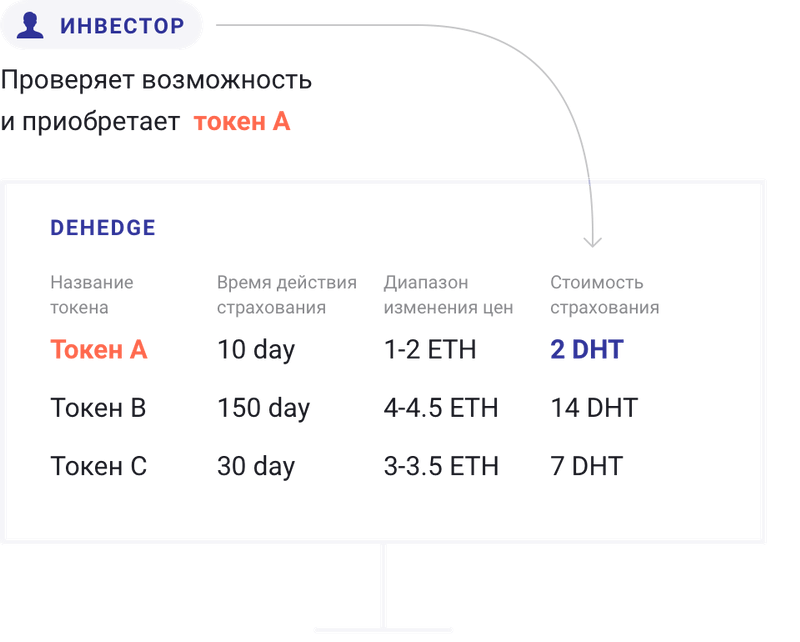 ИНВЕСТОР
Проверяет возможность
и приобретает токен А
DEHEDGE
Название токена Время действия страхования Диапазон изменения цен Стоимость страхования
Токен А 10 day 1-2 ETH 2 DHT
Токен B 150 day 4-4.5 ETH 14 DHT
Токен C 30 day 3-3.5 ETH 7 DHT